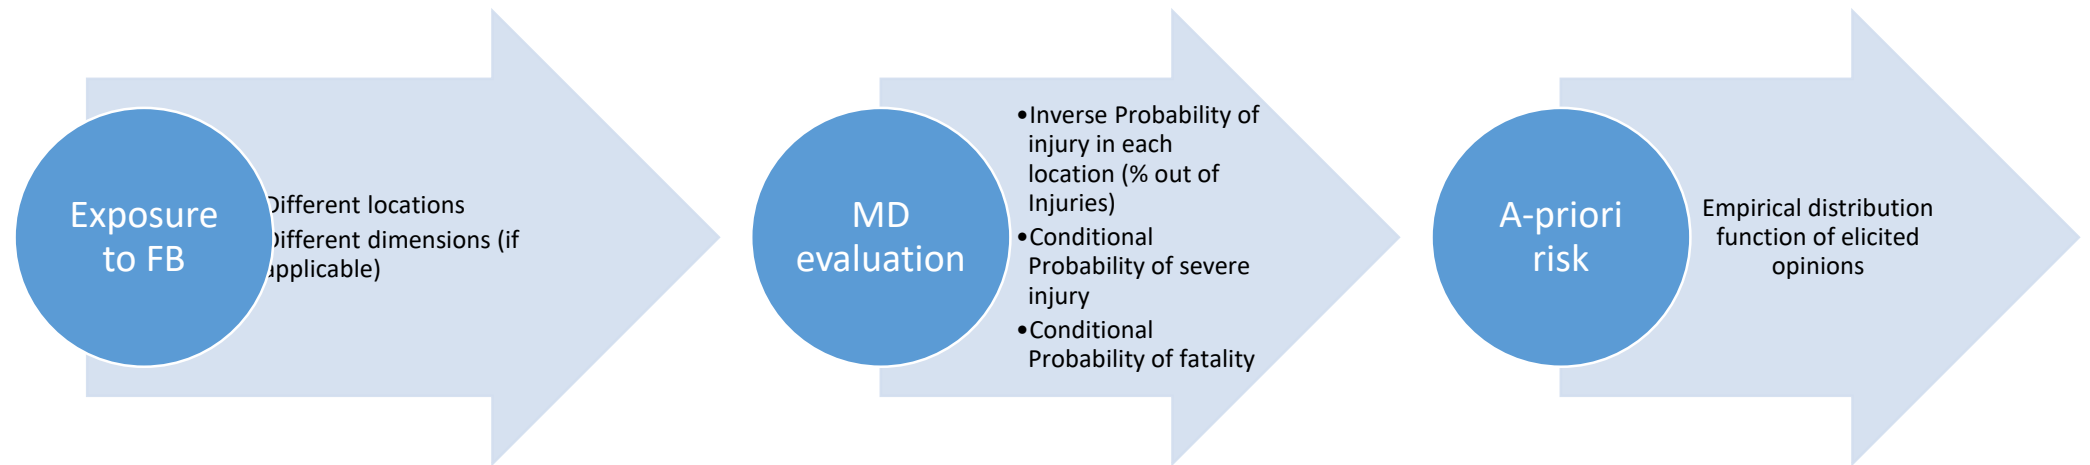 Exposure
to FB
Different locations
Different dimensions (if
applicable)
MD
evaluation
•Inverse Probability of
injury in each
location (% out of
Injuries)
•Conditional
Probability of severe
injury
•Conditional
Probability of fatality
A-priori
risk
Empirical distribution
function of elicited
opinions